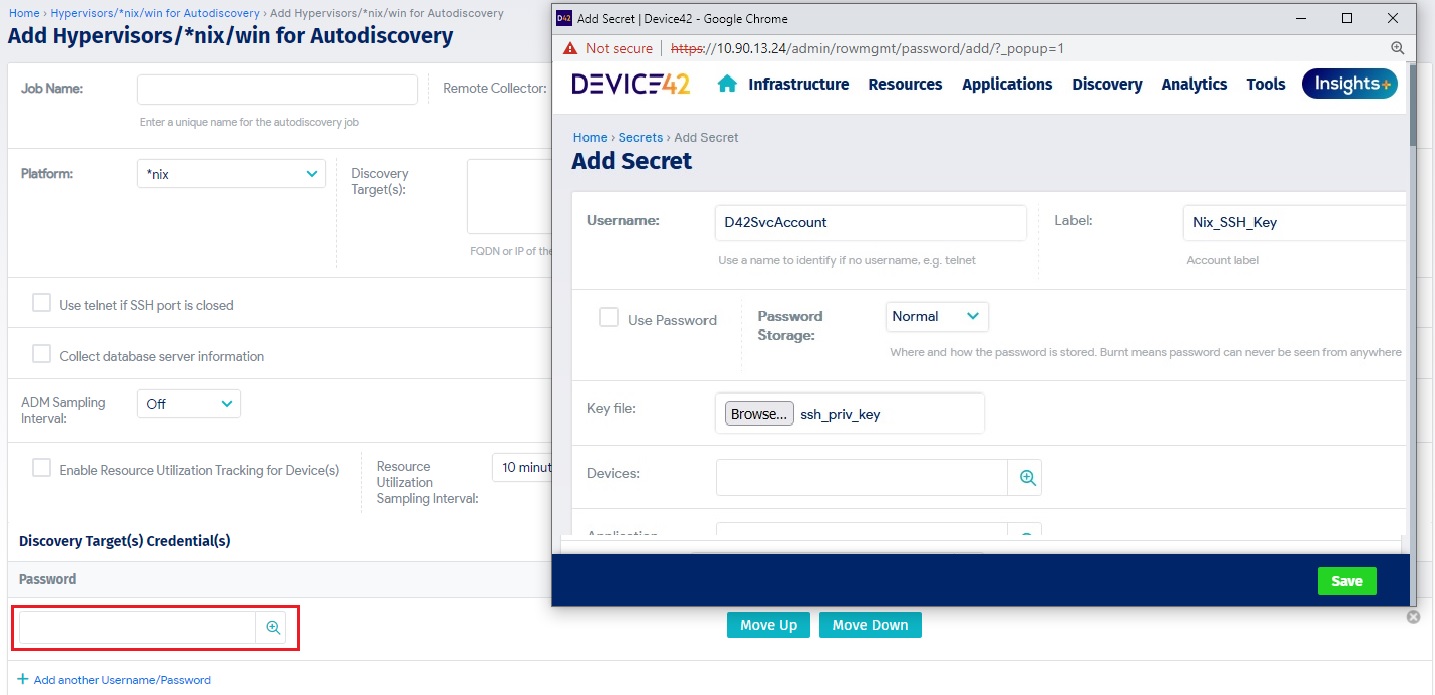 Home › Hypervisors/*nix/win for Autodiscovery › Add Hypervisors/*nix/win for Autodiscovery
Add Hypervisors/*nix/win for Autodiscovery
Job Name:
Remote Collector:
Enter a unique name for the autodiscovery job
Platform:
*nix
Discovery
Target(s):
FQDN or IP of the
Use telnet if SSH port is closed
Collect database server information
ADM Sampling
Interval:
Off
Enable Resource Utilization Tracking for Device(s)
Resource
Utilization
Sampling Interval:
10 minut
Discovery Target(s) Credential(s)
Password
Move Up
Move Down
Add another Username/Password
D42 Add Secret | Device42 - Google Chrome
Not secure | https://10.90.13.24/admin/rowmgmt/password/add/?_popup=1
DEVICE42
Infrastructure Resources Applications Discovery Analytics Tools Insights+
Home › Secrets › Add Secret
Add Secret
Username:
D42SvcAccount
Label:
Nix_SSH_Key
Use a name to identify if no username, e.g. telnet
Account label
Use Password
Password
Storage:
Normal
Where and how the password is stored. Burnt means password can never be seen from anywhere
Key file:
Browse... ssh_priv_key
Devices:
Application
Save